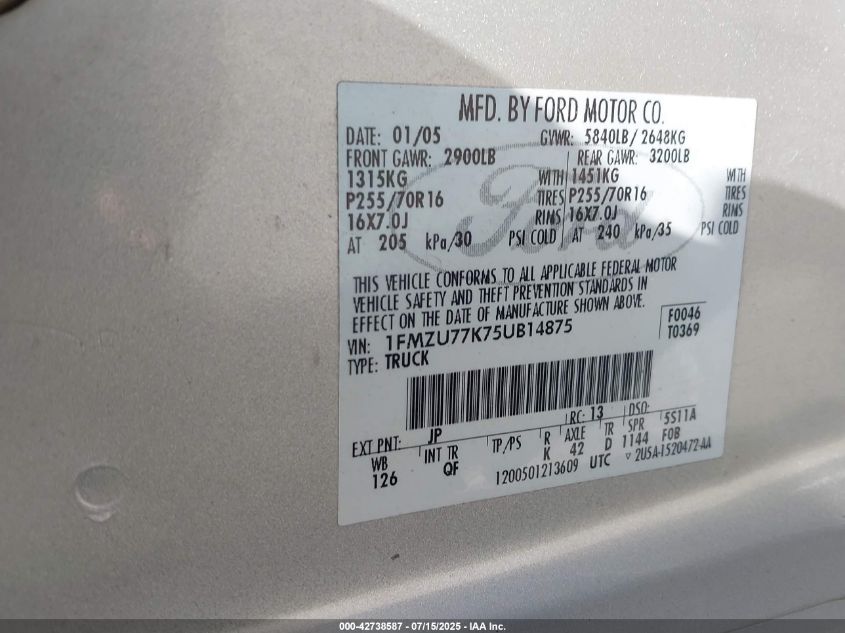 MFD. BY FORD MOTOR CO.
DATE: 01/05 GVWR: 5840LB/ 2648KG
FRONT GAWR: 2900LB REAR GAWR: 3200LB
1315KG WITH 1451KG WITH
P255/70R16 TIRES P255/70R16 TIRES
16X7.0J RIMS 16X7.0J RIMS
AT 205 kPa/30 PSI COLD AT 240 kPa/35 PSI COLD
Ford
THIS VEHICLE CONFORMS TO ALL APPLICABLE FEDERAL MOTOR
VEHICLE SAFETY AND THEFT PREVENTION STANDARDS IN
EFFECT ON THE DATE OF MANUFACTURE SHOWN ABOVE.
VIN: 1FMZU77K75UB14875 F0046
TYPE: TRUCK T0369
EXT PNT: JP RC: 13 DSO:
WB INT TR TP/PS R AXLE TR SPR 5S11A
126 QF K 42 D 1144 FOB
1200501213609 UTC ▽ 2U5A-1520472-AA
000-42738587 - 07/15/2025 - IAA Inc.